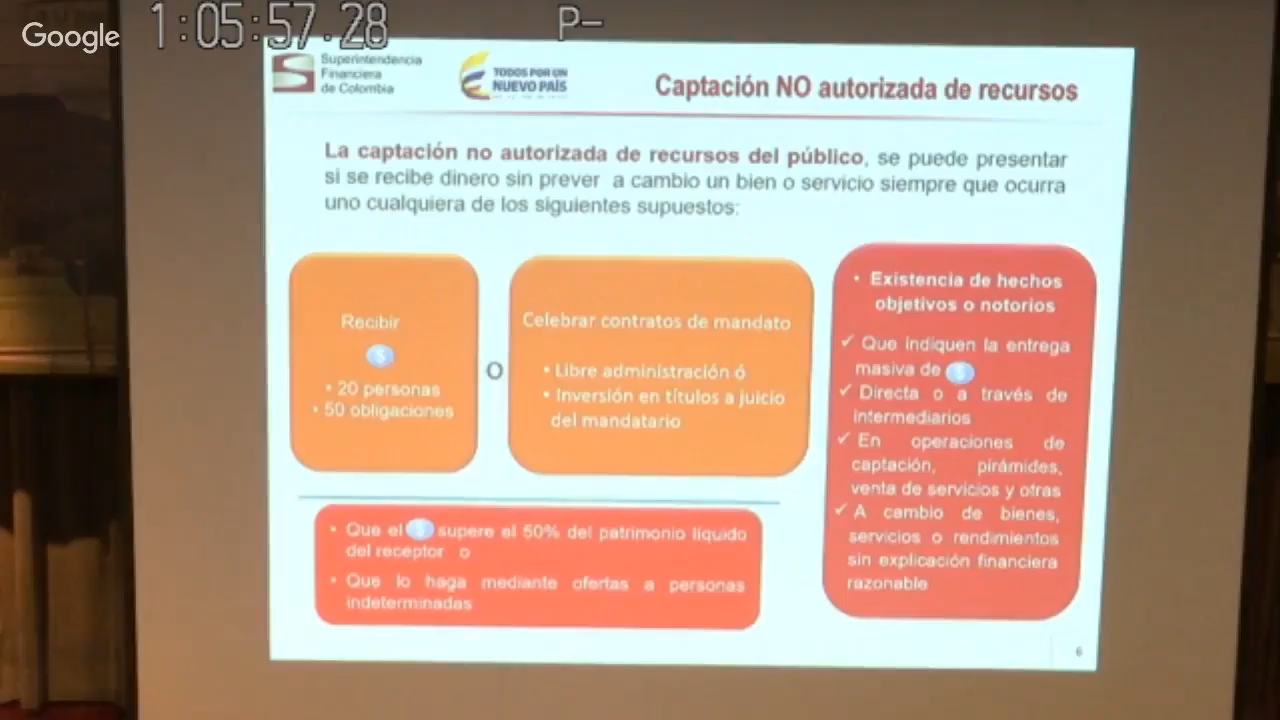 Google
1:05:57.28
P-
Superintendencia
Financiera
de Colombia
TODOS POR UN
NUEVO PAÍS
Captación NO autorizada de recursos
La captación no autorizada de recursos del público, se puede presentar
si se recibe dinero sin prever a cambio un bien o servicio siempre que ocurra
uno cualquiera de los siguientes supuestos:
Recibir
$
• 20 personas
• 50 obligaciones
O
Celebrar contratos de mandato
• Libre administración ó
• Inversión en títulos a juicio
del mandatario
• Existencia de hechos
objetivos o notorios
✓ Que indiquen la entrega
masiva de $
✓ Directa o a través de
intermediarios
✓ En operaciones de
captación, pirámides,
venta de servicios y otras
✓ A cambio de bienes,
servicios o rendimientos
sin explicación financiera
razonable
• Que el $ supere el 50% del patrimonio líquido
del receptor o
• Que lo haga mediante ofertas a personas
indeterminadas
6